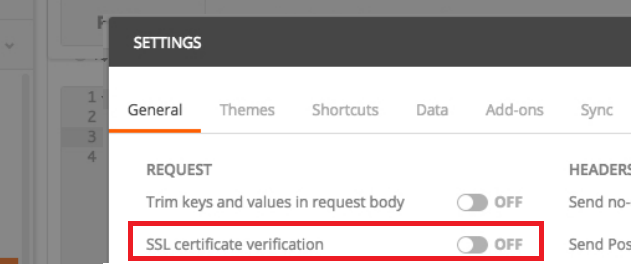 SETTINGS
1
2
3
4
General Themes Shortcuts Data Add-ons Sync
REQUEST HEADERS
Trim keys and values in request body OFF Send no-
SSL certificate verification OFF Send Pos